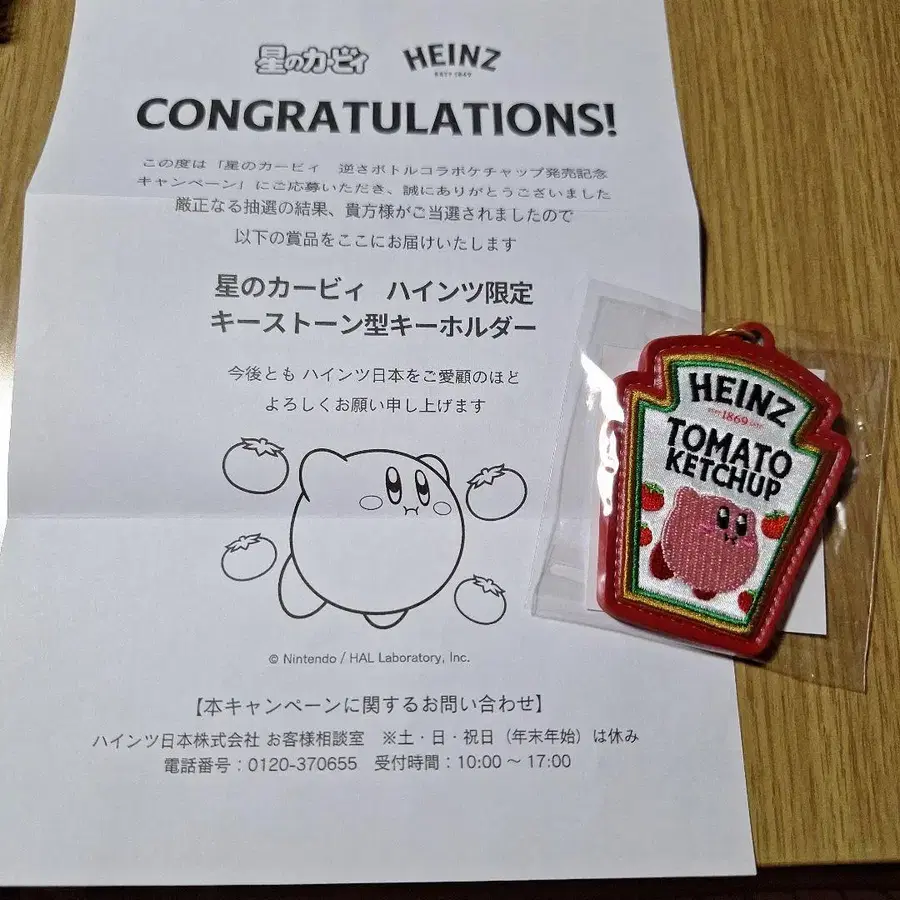 星のカービィ HEINZ
ESTD 1869
CONGRATULATIONS!
この度は「星のカービィ 逆さボトルコラボケチャップ発売記念
キャンペーン」にご応募いただき、誠にありがとうございました
厳正なる抽選の結果、貴方様がご当選されましたので
以下の賞品をここにお届けいたします
星のカービィ ハインツ限定
キーストーン型キーホルダー
今後とも ハインツ日本をご愛顧のほど
よろしくお願い申し上げます
© Nintendo / HAL Laboratory, Inc.
【本キャンペーンに関するお問い合わせ】
ハインツ日本株式会社 お客様相談室 ※土・日・祝日（年末年始）は休み
電話番号：0120-370655 受付時間：10:00 ～ 17:00
HEINZ
1869
TOMATO
KETCHUP